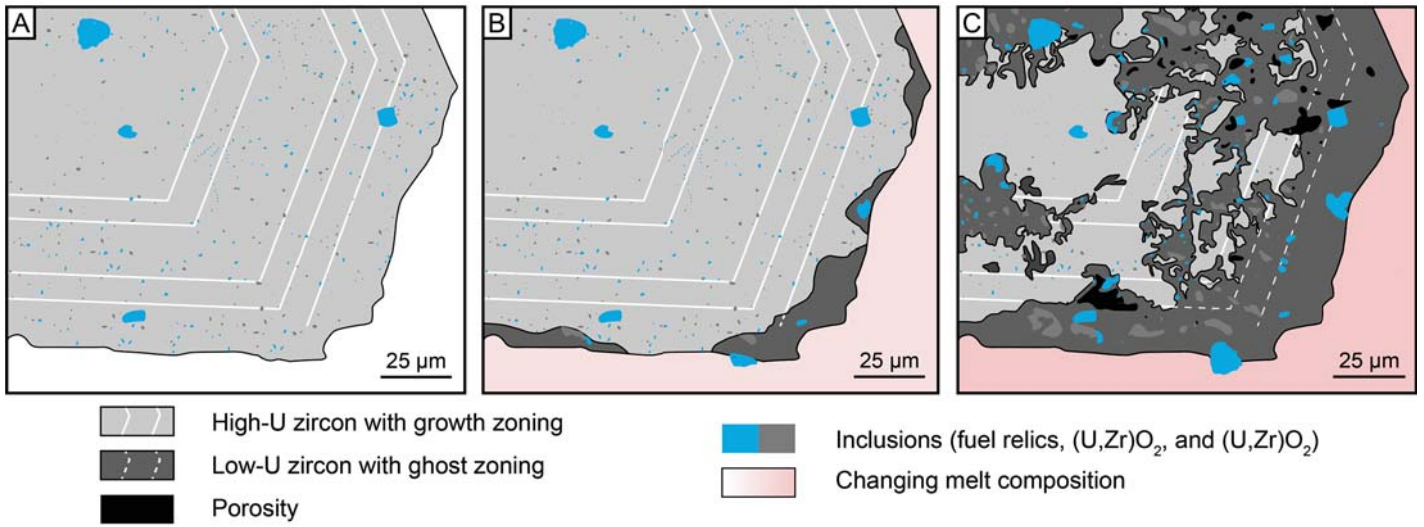 A
B
C
25 µm
25 µm
25 µm
High-U zircon with growth zoning
Low-U zircon with ghost zoning
Porosity
Inclusions (fuel relics, (U,Zr)O₂, and (U,Zr)O₂)
Changing melt composition